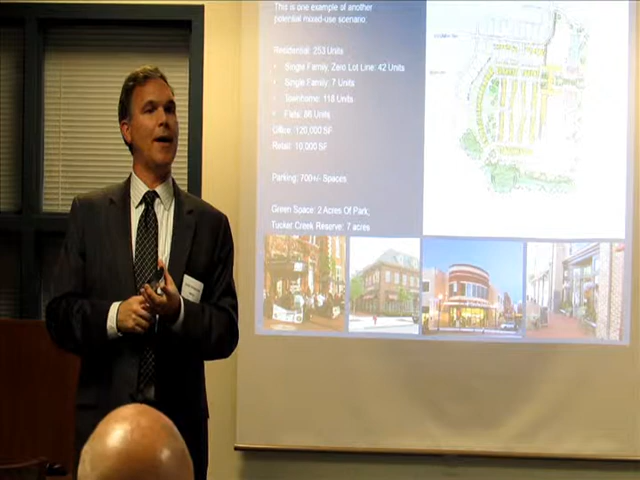 This is one example of another
potential mixed-use scenario:
Residential: 253 Units
• Single Family, Zero Lot Line: 42 Units
• Single Family: 7 Units
• Townhome: 118 Units
• Flats: 86 Units
Office: 120,000 SF
Retail: 10,000 SF
Parking: 700+/- Spaces
Green Space: 2 Acres Of Park;
Tucker Creek Reserve: 7 acres